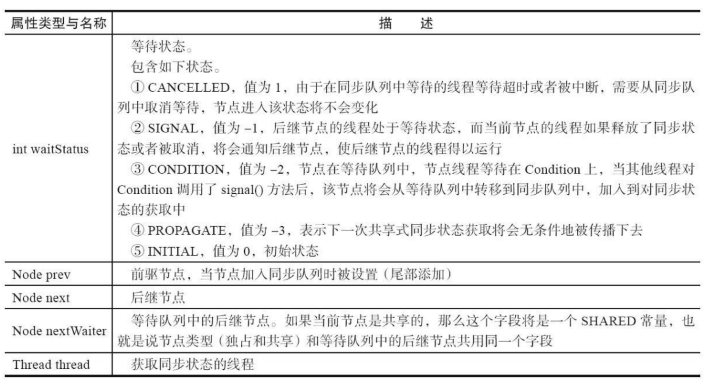 属性类型与名称 描 述
等待状态。
包含如下状态。
① CANCELLED，值为 1，由于在同步队列中等待的线程等待超时或者被中断，需要从同步队
列中取消等待，节点进入该状态将不会变化
② SIGNAL，值为 –1，后继节点的线程处于等待状态，而当前节点的线程如果释放了同步状
态或者被取消，将会通知后继节点，使后继节点的线程得以运行
int waitStatus
③ CONDITION，值为 –2，节点在等待队列中，节点线程等待在 Condition 上，当其他线程对
Condition 调用了 signal() 方法后，该节点将会从等待队列中转移到同步队列中，加入到对同步状
态的获取中
④ PROPAGATE，值为 –3，表示下一次共享式同步状态获取将会无条件地被传播下去
⑤ INITIAL，值为 0，初始状态
Node prev 前驱节点，当节点加入同步队列时被设置（尾部添加）
Node next 后继节点
Node nextWaiter 等待队列中的后继节点。如果当前节点是共享的，那么这个字段将是一个 SHARED 常量，也
就是说节点类型（独占和共享）和等待队列中的后继节点共用同一个字段
Thread thread 获取同步状态的线程